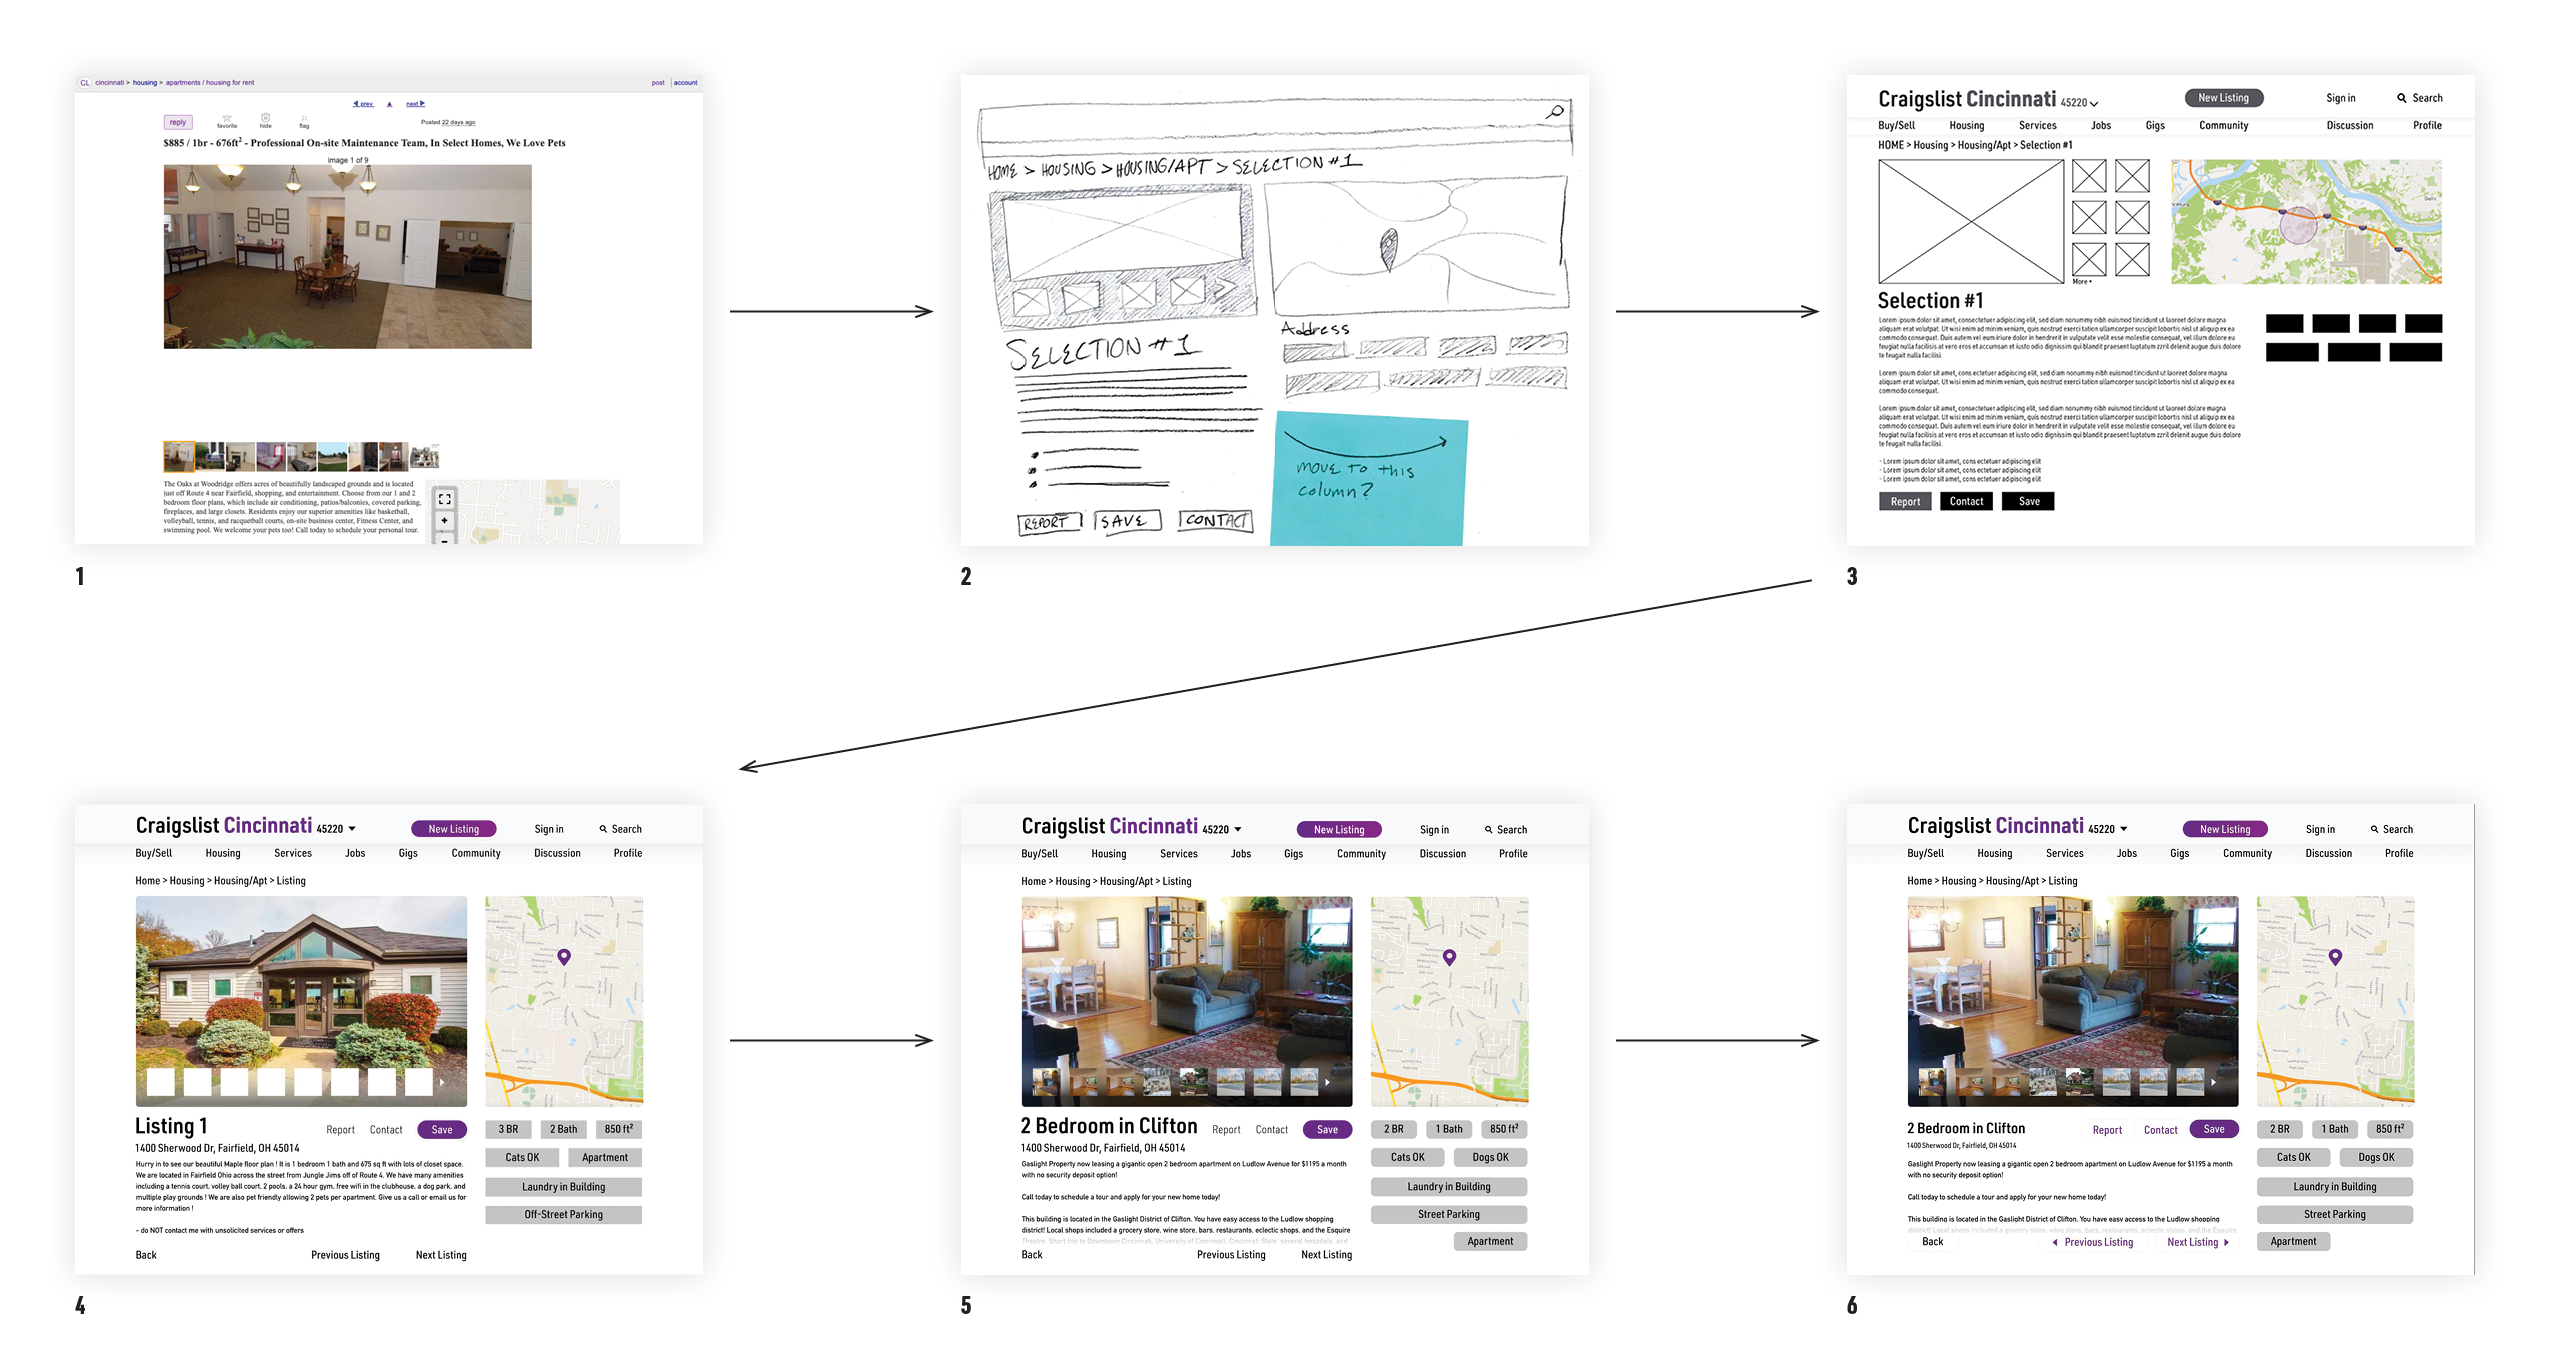 CL cincinnati > housing > apartments / housing for rent
post account
prev next
reply favorite hide flag
Posted 22 days ago
$885 / 1br - 676ft² - Professional On-site Maintenance Team, In Select Homes, We Love Pets
image 1 of 9
The Oaks at Woodridge offers acres of beautifully landscaped grounds and is located
just off Route 4 near Fairfield, shopping, and entertainment. Choose from our 1 and 2
bedroom floor plans, which include air conditioning, patios/balconies, covered parking,
fireplaces, and large closets. Residents enjoy our superior amenities like basketball,
volleyball, tennis, and racquetball courts, on-site business center, Fitness Center, and
swimming pool. We welcome your pets too! Call today to schedule your personal tour.
1
HOME > HOUSING > HOUSING/APT > SELECTION #1
Address
SELECTION #1
MOVE TO THIS
COLUMN?
REPORT SAVE CONTACT
2
Craigslist Cincinnati 45220
New Listing
Sign in
Search
Buy/Sell Housing Services Jobs Gigs Community Discussion Profile
HOME > Housing > Housing/Apt > Selection #1
More
Selection #1
Lorem ipsum dolor sit amet, consectetuer adipiscing elit, sed diam nonummy nibh euismod tincidunt ut laoreet dolore magna
aliquam erat volutpat. Ut wisi enim ad minim veniam, quis nostrud exerci tation ullamcorper suscipit lobortis nisl ut aliquip ex ea
commodo consequat. Duis autem vel eum iriure dolor in hendrerit in vulputate velit esse molestie consequat, vel illum dolore eu
feugiat nulla facilisis at vero eros et accumsan et iusto odio dignissim qui blandit praesent luptatum zzril delenit augue duis dolore
te feugait nulla facilisi.
Lorem ipsum dolor sit amet, cons ectetuer adipiscing elit, sed diam nonummy nibh euismod tincidunt ut laoreet dolore magna
aliquam erat volutpat. Ut wisi enim ad minim veniam, quis nostrud exerci tation ullamcorper suscipit lobortis nisl ut aliquip ex ea
commodo consequat.
Lorem ipsum dolor sit amet, consectetuer adipiscing elit, sed diam nonummy nibh euismod tincidunt ut laoreet dolore magna
aliquam erat volutpat. Ut wisi enim ad minim veniam, quis nostrud exerci tation ullamcorper suscipit lobortis nisl ut aliquip ex ea
commodo consequat. Duis autem vel eum iriure dolor in hendrerit in vulputate velit esse molestie consequat, vel illum dolore eu
feugiat nulla facilisis at vero eros et accumsan et iusto odio dignissim qui blandit praesent luptatum zzril delenit augue duis dolore
te feugait nulla facilisi.
- Lorem ipsum dolor sit amet, cons ectetuer adipiscing elit
- Lorem ipsum dolor sit amet, cons ectetuer adipiscing elit
- Lorem ipsum dolor sit amet, cons ectetuer adipiscing elit
Report Contact Save
3
Craigslist Cincinnati 45220
New Listing
Sign in
Search
Buy/Sell Housing Services Jobs Gigs Community Discussion Profile
Home > Housing > Housing/Apt > Listing
Listing 1
Report Contact Save
1400 Sherwood Dr, Fairfield, OH 45014
Hurry in to see our beautiful Maple floor plan ! It is 1 bedroom 1 bath and 675 sq ft with lots of closet space.
We are located in Fairfield Ohio across the street from Jungle Jims off of Route 4. We have many amenities
including a tennis court, volley ball court, 2 pools, a 24 hour gym, free wifi in the clubhouse, a dog park, and
multiple play grounds ! We are also pet friendly allowing 2 pets per apartment. Give us a call or email us for
more information !
- do NOT contact me with unsolicited services or offers
Back Previous Listing Next Listing
3 BR 2 Bath 850 ft²
Cats OK Apartment
Laundry in Building
Off-Street Parking
4
Craigslist Cincinnati 45220
New Listing
Sign in
Search
Buy/Sell Housing Services Jobs Gigs Community Discussion Profile
Home > Housing > Housing/Apt > Listing
2 Bedroom in Clifton
Report Contact Save
1400 Sherwood Dr, Fairfield, OH 45014
Gaslight Property now leasing a gigantic open 2 bedroom apartment on Ludlow Avenue for $1195 a month
with no security deposit option!
Call today to schedule a tour and apply for your new home today!
This building is located in the Gaslight District of Clifton. You have easy access to the Ludlow shopping
district! Local shops included a grocery store, wine store, bars, restaurants, eclectic shops, and the Esquire
Theatre. Short trip to Downtown Cincinnati, University of Cincinnati, Cincinnati State, several hospitals, and
Back Previous Listing Next Listing
2 BR 1 Bath 850 ft²
Cats OK Dogs OK
Laundry in Building
Street Parking
Apartment
5
Craigslist Cincinnati 45220
New Listing
Sign in
Search
Buy/Sell Housing Services Jobs Gigs Community Discussion Profile
Home > Housing > Housing/Apt > Listing
2 Bedroom in Clifton
Report Contact Save
1400 Sherwood Dr, Fairfield, OH 45014
Gaslight Property now leasing a gigantic open 2 bedroom apartment on Ludlow Avenue for $1195 a month
with no security deposit option!
Call today to schedule a tour and apply for your new home today!
This building is located in the Gaslight District of Clifton. You have easy access to the Ludlow shopping
district! Local shops included a grocery store, wine store, bars, restaurants, eclectic shops, and the Esquire
Back Previous Listing Next Listing
2 BR 1 Bath 850 ft²
Cats OK Dogs OK
Laundry in Building
Street Parking
Apartment
6